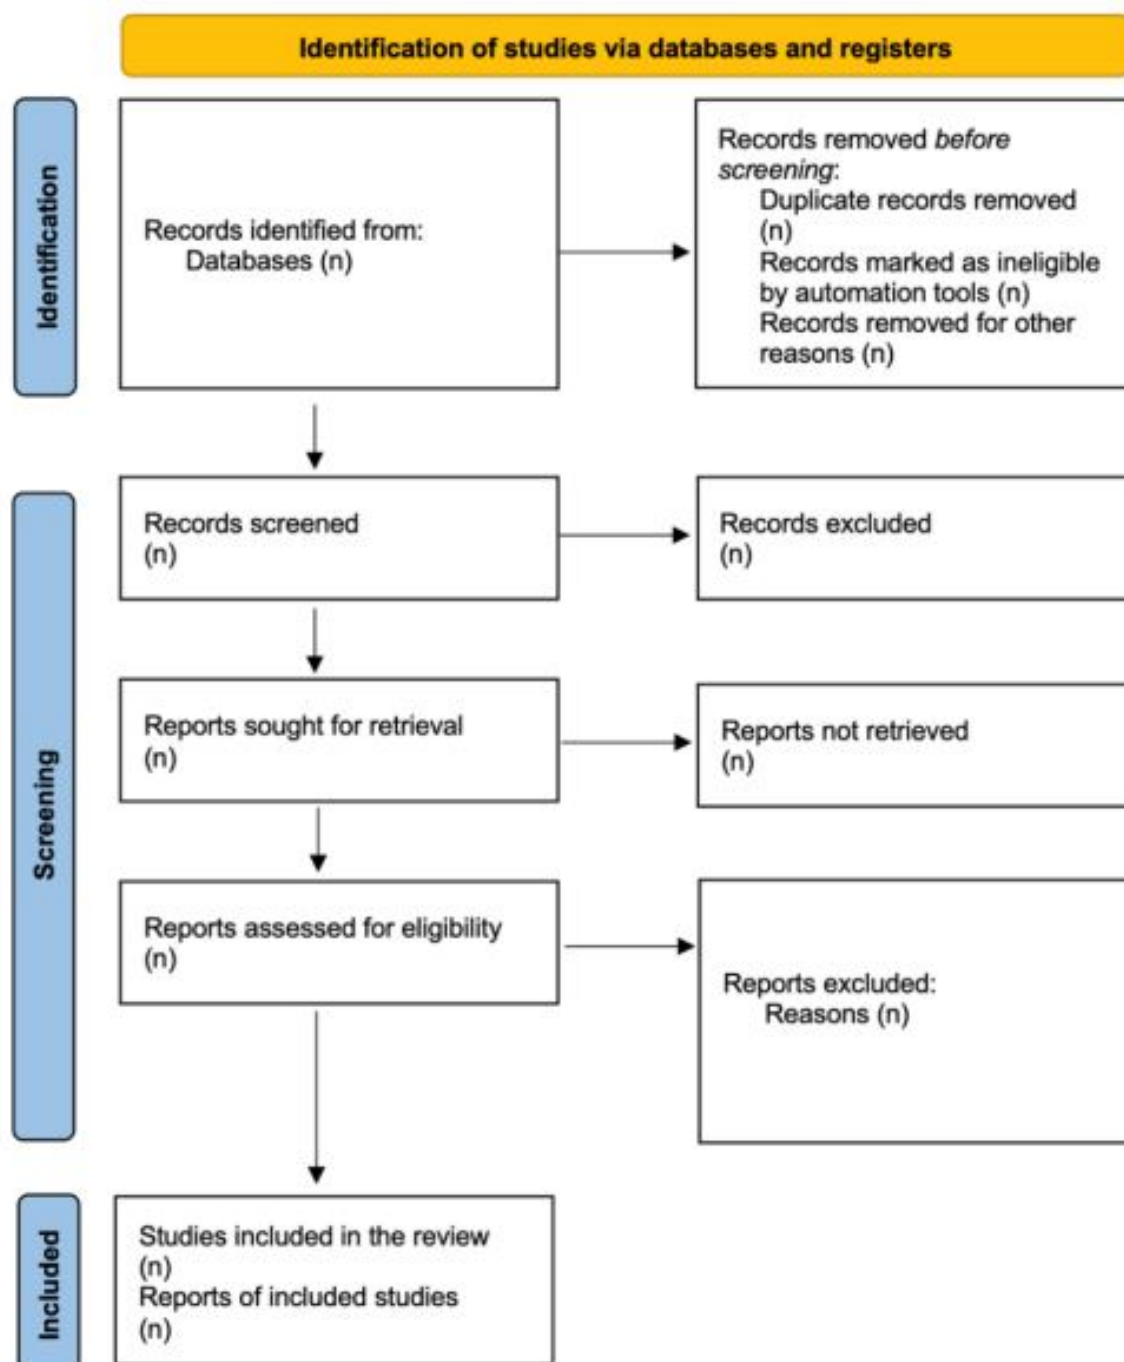 Identification of studies via databases and registers
Identification
Records identified from:
Databases (n)
Records removed before
screening:
Duplicate records removed
(n)
Records marked as ineligible
by automation tools (n)
Records removed for other
reasons (n)
Screening
Records screened
(n)
Records excluded
(n)
Reports sought for retrieval
(n)
Reports not retrieved
(n)
Reports assessed for eligibility
(n)
Reports excluded:
Reasons (n)
Included
Studies included in the review
(n)
Reports of included studies
(n)